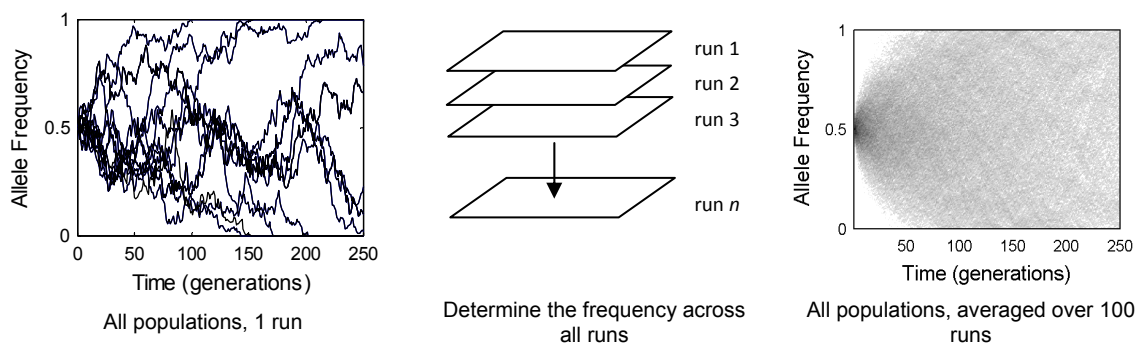 Allele Frequency
1
0.5
0
0 50 100 150 200 250
Time (generations)
All populations, 1 run
run 1
run 2
run 3
run n
Determine the frequency across
all runs
Allele Frequency
1
0.5
0
50 100 150 200 250
Time (generations)
All populations, averaged over 100
runs